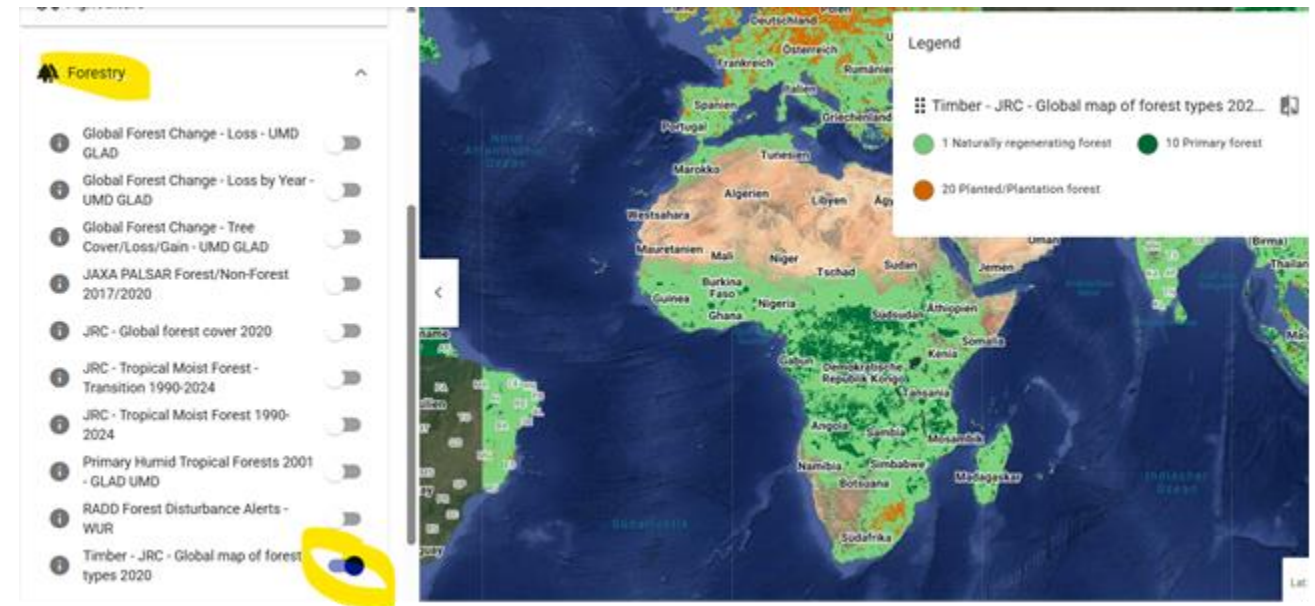 Forestry
Global Forest Change - Loss - UMD
GLAD
Global Forest Change - Loss by Year -
UMD GLAD
Global Forest Change - Tree
Cover/Loss/Gain - UMD GLAD
JAXA PALSAR Forest/Non-Forest
2017/2020
JRC - Global forest cover 2020
JRC - Tropical Moist Forest -
Transition 1990-2024
JRC - Tropical Moist Forest 1990-
2024
Primary Humid Tropical Forests 2001
- GLAD UMD
RADD Forest Disturbance Alerts -
WUR
Timber - JRC - Global map of forest
types 2020
Legend
Timber - JRC - Global map of forest types 202...
1 Naturally regenerating forest
10 Primary forest
20 Planted/Plantation forest
Deutschland
Österreich
Frankreich
Italien
Spanien
Portugal
Griechenland
Tunesien
Marokko
Algerien
Libyen
Westsahara
Mauretanien
Mali
Niger
Tschad
Sudan
Oman
Jemen
(Birma)
Burkina
Faso
Guinea
Nigeria
Ghana
Südsudan
Äthiopien
Somalia
Kenia
Gabun
Demokratische
Republik Kongo
Tansania
Angola
Sambia
Mosambik
Namibia
Simbabwe
Botsuana
Madagaskar
Südafrika
Indischer
Ozean
Lat